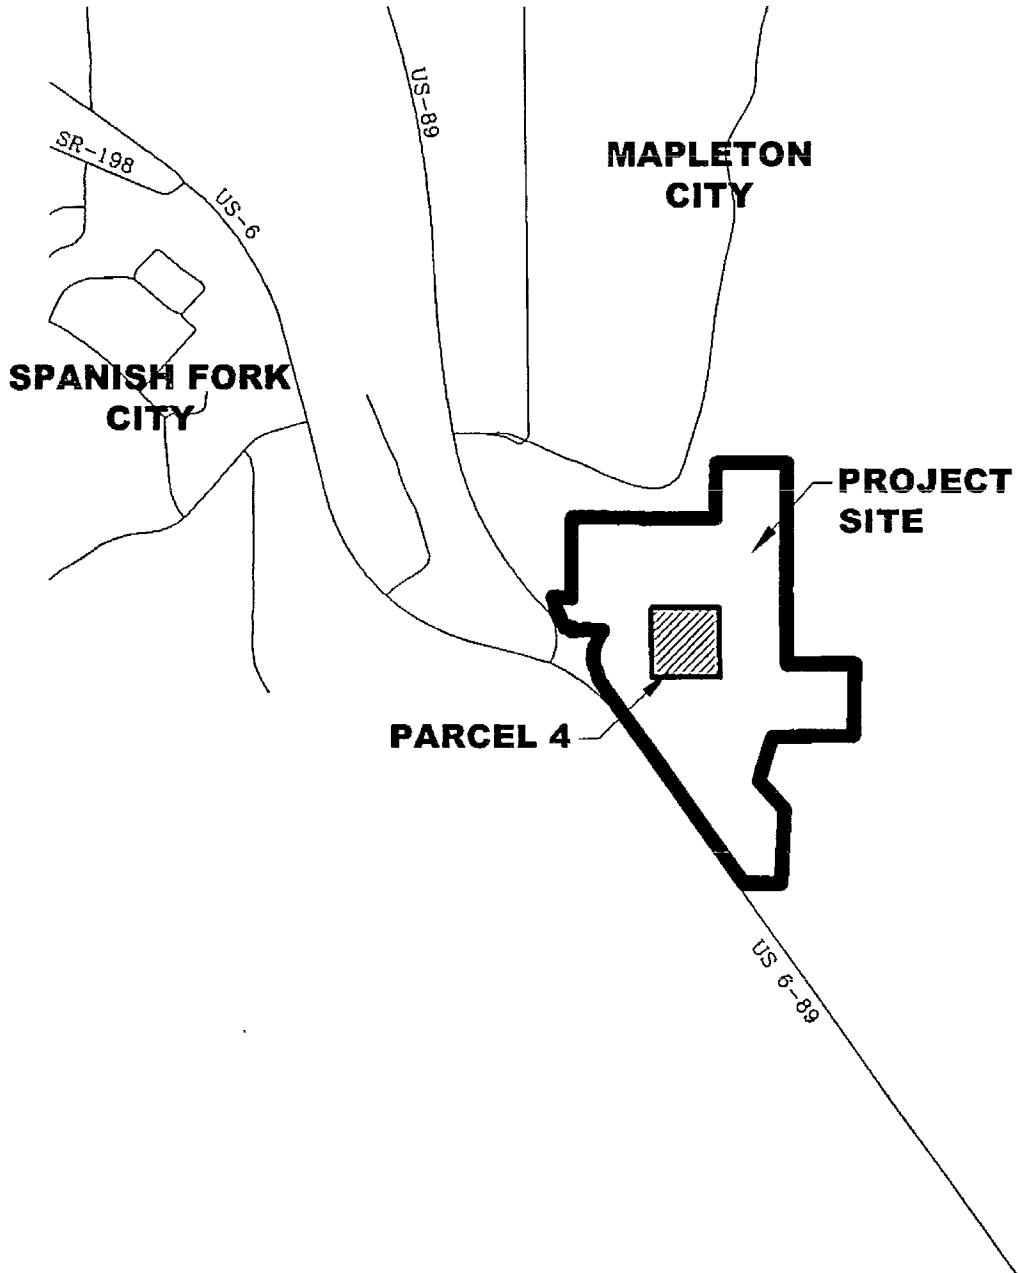 US-89
SR-198
MAPLETON
CITY
US-6
SPANISH FORK
CITY
PROJECT
SITE
PARCEL 4
US 6-89